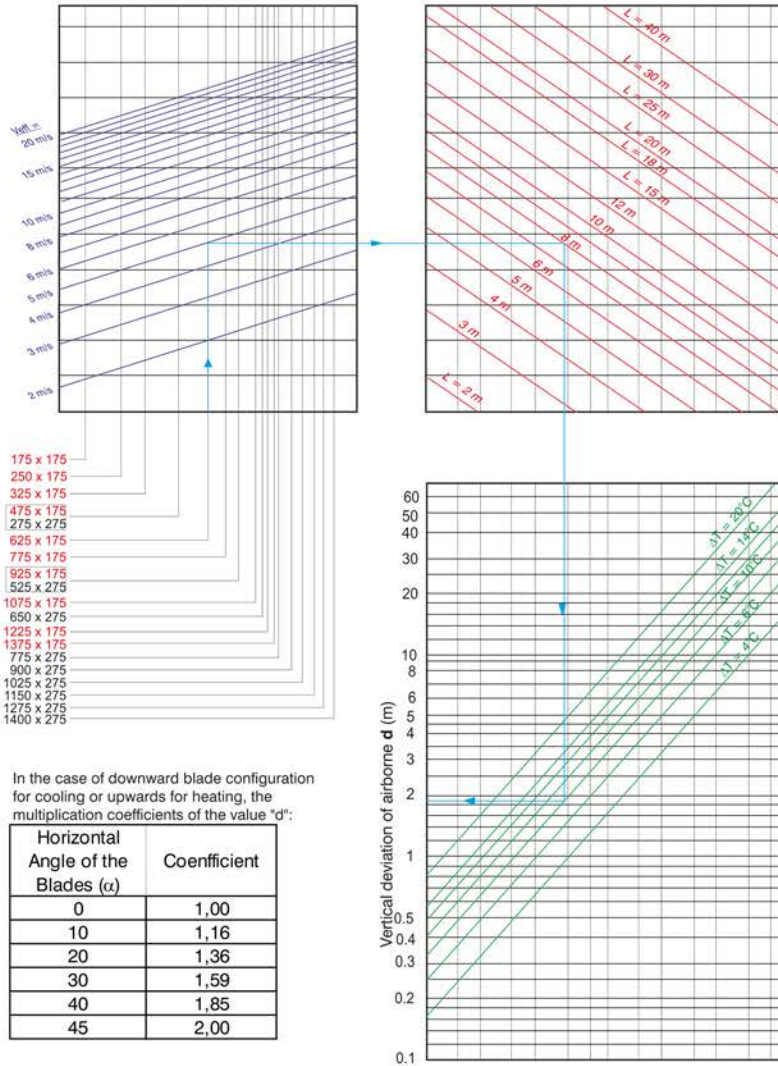 Veff =
20 m/s
15 m/s
10 m/s
8 m/s
6 m/s
5 m/s
4 m/s
3 m/s
2 m/s
L = 40 m
L = 30 m
L = 25 m
L = 20 m
L = 18 m
L = 15 m
12 m
10 m
8 m
6 m
5 m
4 m
3 m
L = 2 m
175 x 175
250 x 175
325 x 175
475 x 175
275 x 275
625 x 175
775 x 175
925 x 175
525 x 275
1075 x 175
650 x 275
1225 x 175
1375 x 175
775 x 275
900 x 275
1025 x 275
1150 x 275
1275 x 275
1400 x 275
Vertical deviation of airborne d (m)
60
50
40
30
20
10
8
6
5
4
3
2
1
0.5
0.4
0.3
0.2
0.1
ΔT = 20°C
ΔT = 14°C
ΔT = 10°C
ΔT = 6°C
ΔT = 4°C
In the case of downward blade configuration
for cooling or upwards for heating, the
multiplication coefficients of the value "d":
Horizontal
Angle of the Coenfficient
Blades (α)
0 1,00
10 1,16
20 1,36
30 1,59
40 1,85
45 2,00